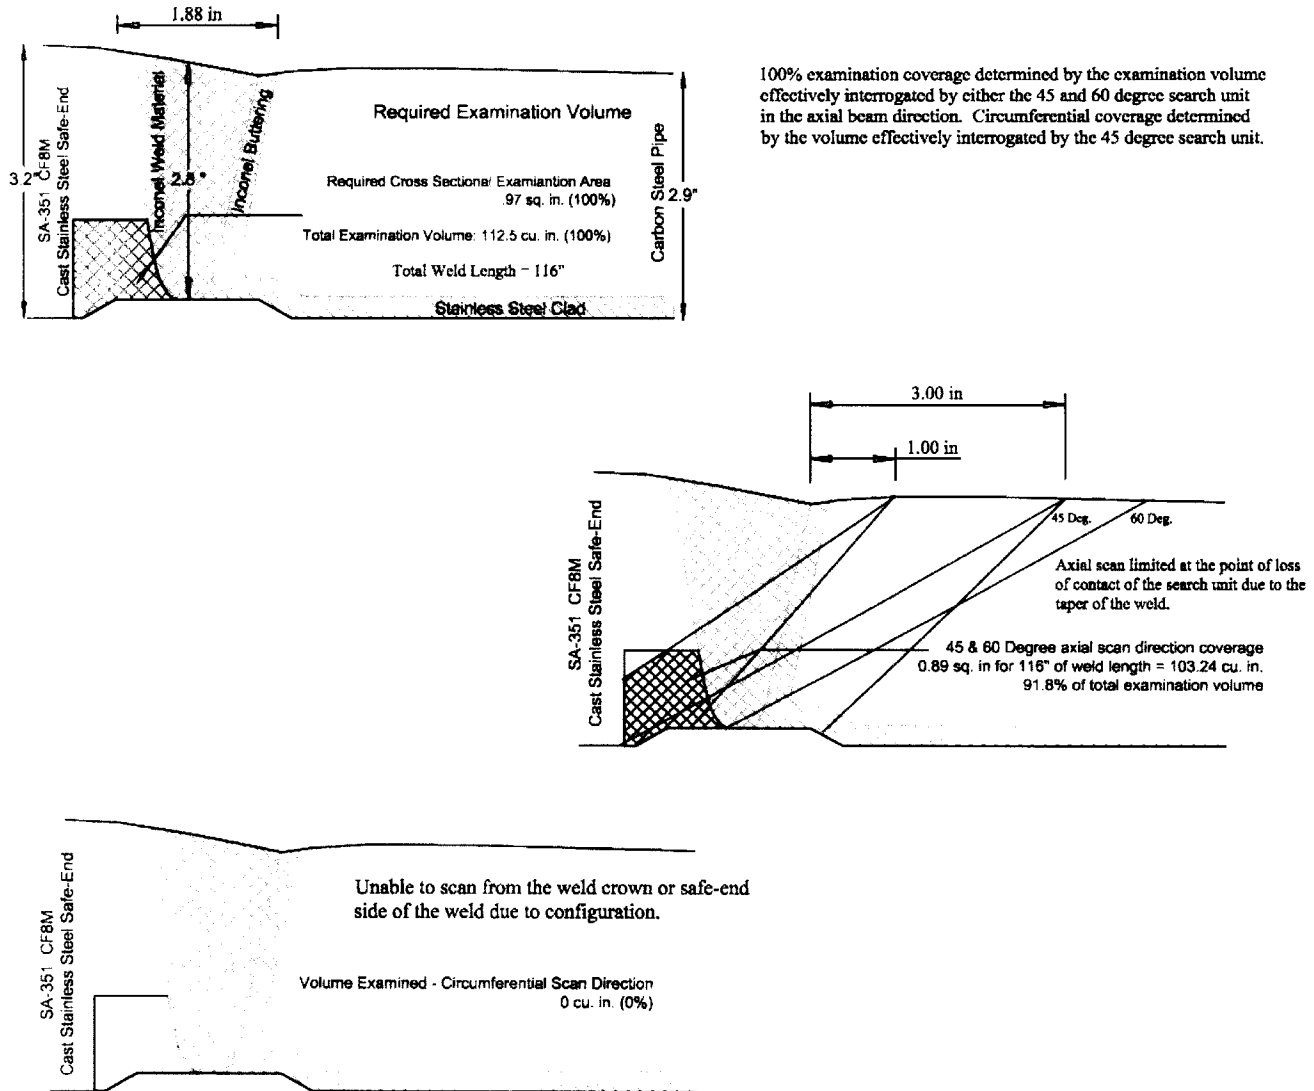 1.88 in
100% examination coverage determined by the examination volume
effectively interrogated by either the 45 and 60 degree search unit
in the axial beam direction. Circumferential coverage determined
by the volume effectively interrogated by the 45 degree search unit.
3.2"
SA-351 CF8M
Cast Stainless Steel Safe-End
Inconel Weld Material
2.8"
Inconel Buttering
Required Examination Volume
Required Cross Sectional Examiantion Area
.97 sq. in. (100%)
Total Examination Volume: 112.5 cu. in. (100%)
Total Weld Length = 116"
Stainless Steel Clad
Carbon Steel Pipe
2.9"
3.00 in
1.00 in
45 Deg.
60 Deg.
SA-351 CF8M
Cast Stainless Steel Safe-End
Axial scan limited at the point of loss
of contact of the search unit due to the
taper of the weld.
45 & 60 Degree axial scan direction coverage
0.89 sq. in for 116" of weld length = 103.24 cu. in.
91.8% of total examination volume
SA-351 CF8M
Cast Stainless Steel Safe-End
Unable to scan from the weld crown or safe-end
side of the weld due to configuration.
Volume Examined - Circumferential Scan Direction
0 cu. in. (0%)